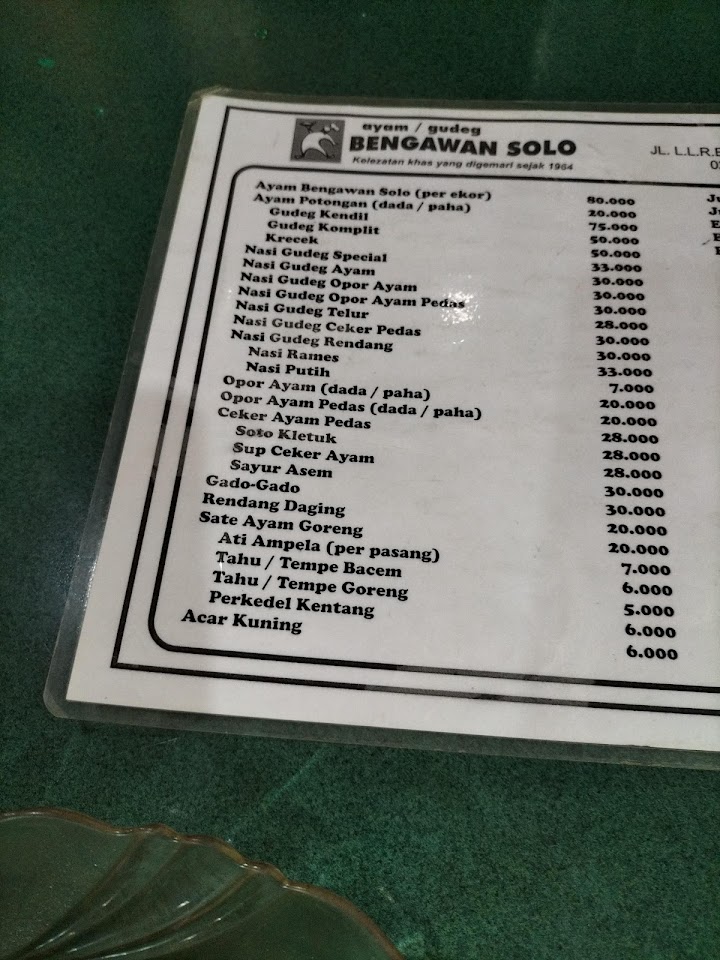 ayam / gudeg
BENGAWAN SOLO
Kelezatan khas yang digemari sejak 1964
JL. L.L.R.E
Ayam Bengawan Solo (per ekor) 80.000
Ayam Potongan (dada / paha) 20.000
Gudeg Kendil 75.000
Gudeg Komplit 50.000
Krecek 50.000
Nasi Gudeg Special 33.000
Nasi Gudeg Ayam 30.000
Nasi Gudeg Opor Ayam 30.000
Nasi Gudeg Opor Ayam Pedas 30.000
Nasi Gudeg Telur 28.000
Nasi Gudeg Ceker Pedas 30.000
Nasi Gudeg Rendang 30.000
Nasi Rames 33.000
Nasi Putih 7.000
Opor Ayam (dada / paha) 20.000
Opor Ayam Pedas (dada / paha) 20.000
Ceker Ayam Pedas 28.000
Soto Kletuk 28.000
Sup Ceker Ayam 28.000
Sayur Asem 30.000
Gado-Gado 30.000
Rendang Daging 20.000
Sate Ayam Goreng 20.000
Ati Ampela (per pasang) 7.000
Tahu / Tempe Bacem 6.000
Tahu / Tempe Goreng 5.000
Perkedel Kentang 6.000
Acar Kuning 6.000